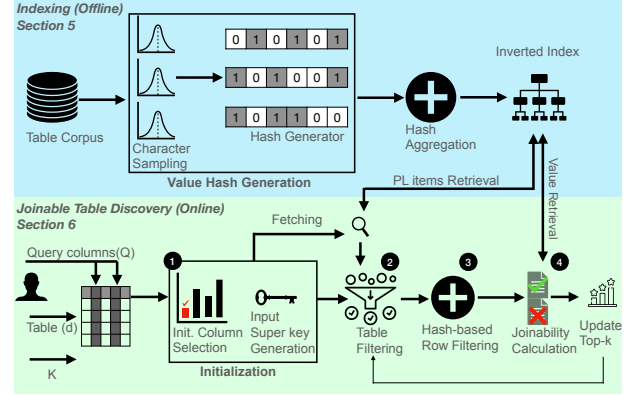 Indexing (Offline)
Section 5
0 1 0 1 0 1
1 0 1 0 0 1
1 0 1 1 0 0
Table Corpus
Character
Sampling
Hash Generator
Value Hash Generation
Hash
Aggregation
Inverted Index
PL items Retrieval
Value Retrieval
Joinable Table Discovery (Online)
Section 6
Fetching
Query columns(Q)
Table (d)
K
1
Init. Column
Selection
Input
Super key
Generation
Initialization
2
Table
Filtering
3
Hash-based
Row Filtering
4
Joinability
Calculation
Update
Top-k